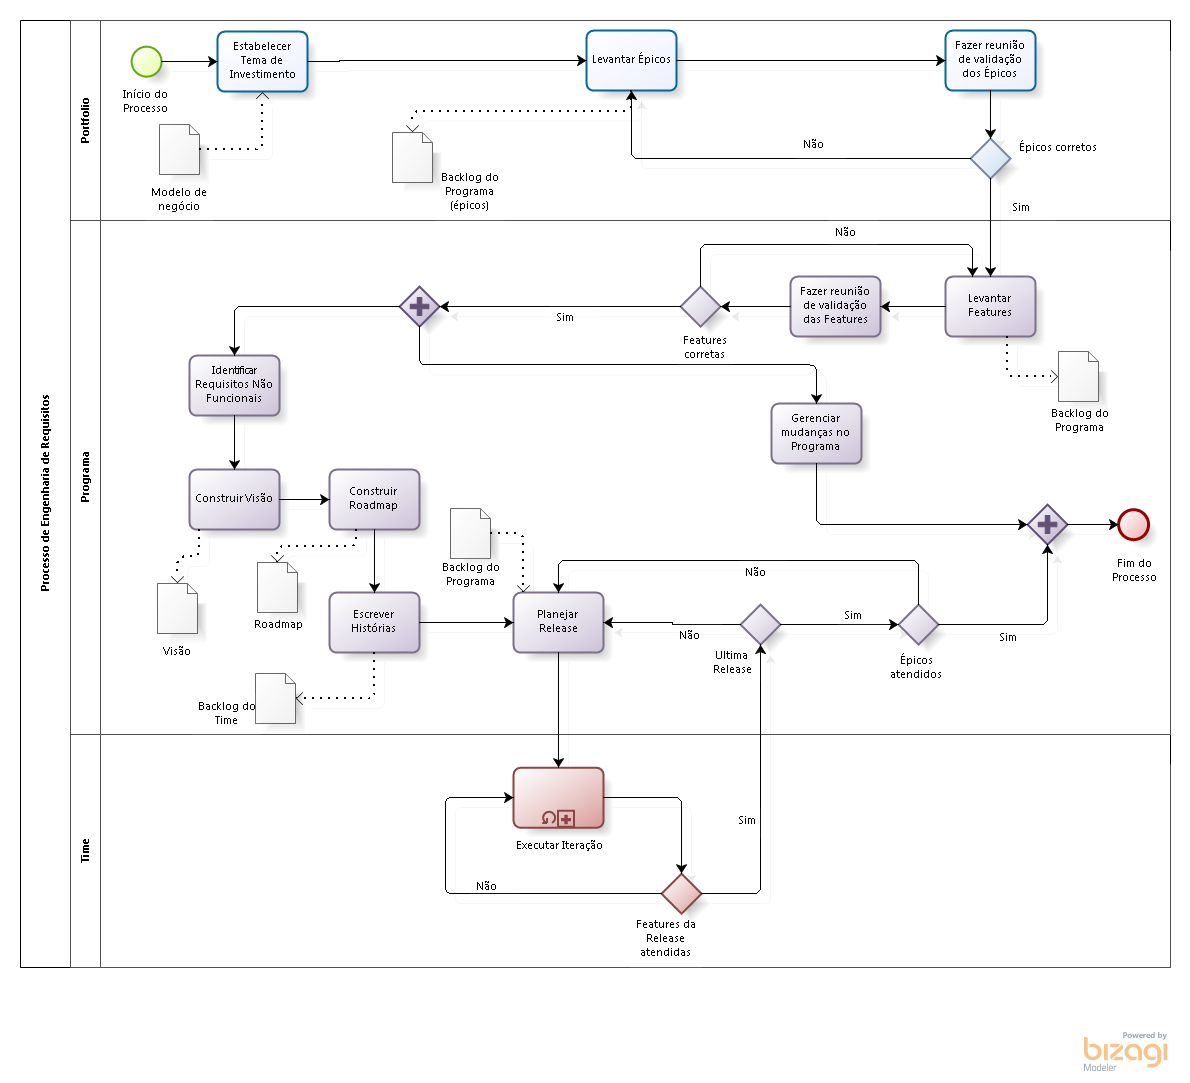 Processo de Engenharia de Requisitos
Portfolio
Início do
Processo
Estabelecer
Tema de
Investimento
Levantar Épicos
Fazer reunião
de validação
dos Épicos
Modelo de
negócio
Backlog do
Programa
(épicos)
Não
Épicos corretos
Sim
Programa
Não
Levantar
Features
Fazer reunião
de validação
das Features
Features
corretas
Sim
Backlog do
Programa
Identificar
Requisitos Não
Funcionais
Gerenciar
mudanças no
Programa
Construir Visão
Construir
Roadmap
Visão
Roadmap
Backlog do
Programa
Escrever
Histórias
Backlog do
Time
Planejar
Release
Não
Não
Ultima
Release
Sim
Épicos
atendidos
Sim
Fim do
Processo
Time
Executar Iteração
Não
Sim
Features da
Release
atendidas
Powered by
bizagi
Modeler